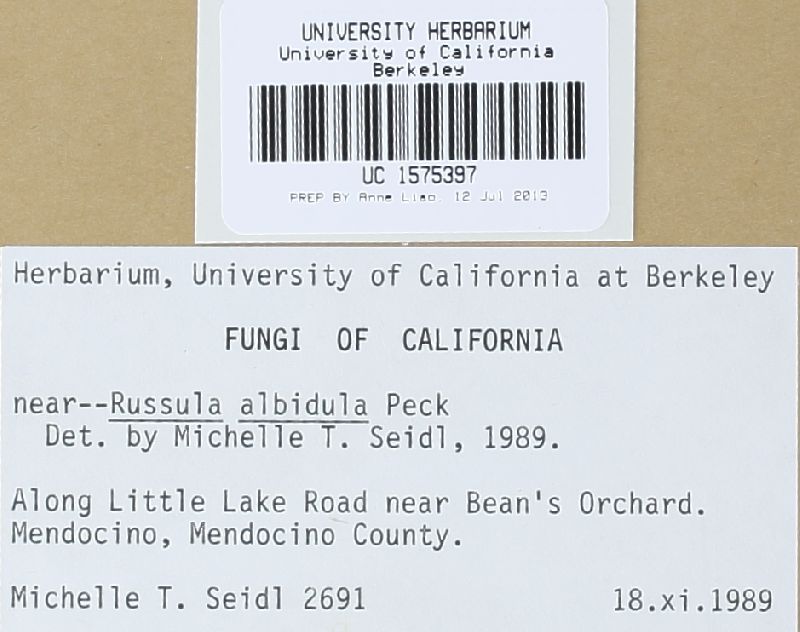 UNIVERSITY HERBARIUM
University of California
Berkeley
UC 1575397
PREP BY Anne Liao, 12 Jul 2013
Herbarium, University of California at Berkeley
FUNGI OF CALIFORNIA
near--Russula albidula Peck
Det. by Michelle T. Seidl, 1989.
Along Little Lake Road near Bean's Orchard.
Mendocino, Mendocino County.
Michelle T. Seidl 2691 18.xi.1989